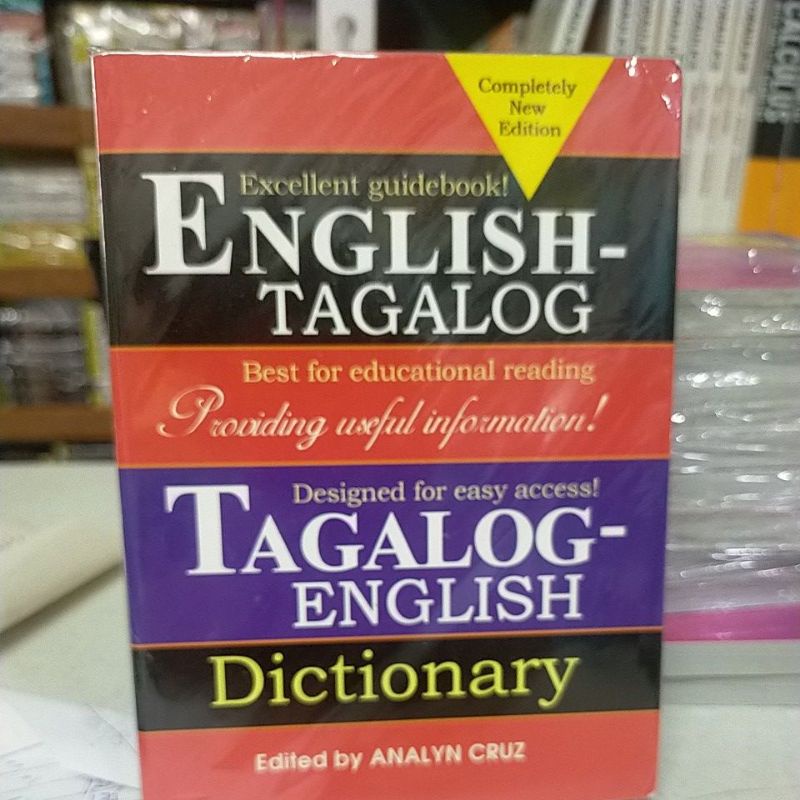 Completely
New
Edition
Excellent guidebook!
ENGLISH-
TAGALOG
Best for educational reading
Providing useful information!
Designed for easy access!
TAGALOG-
ENGLISH
Dictionary
Edited by ANALYN CRUZ
CALCULUS